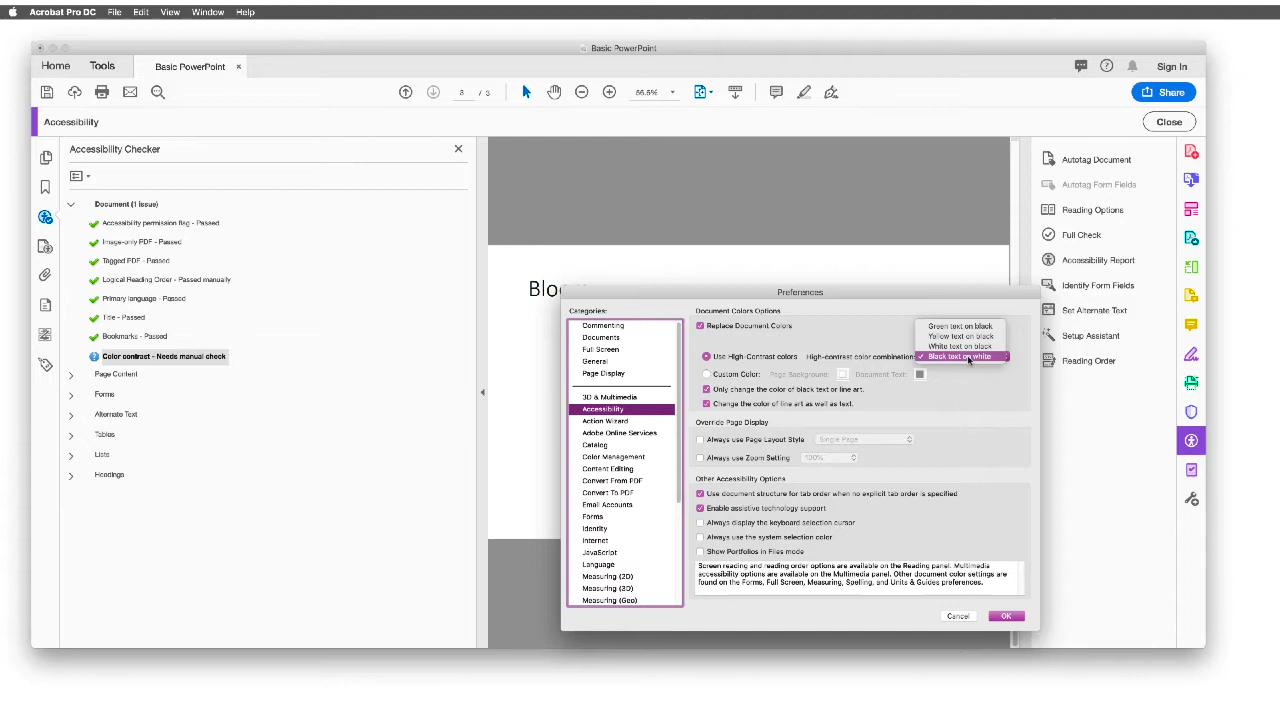 Acrobat Pro DC File Edit View Window Help
Basic PowerPoint
Home Tools Basic PowerPoint × Sign In
3 / 3 56.5% Share
Accessibility Close
Accessibility Checker
Document (1 issue)
Accessibility permission flag - Passed
Image-only PDF - Passed
Tagged PDF - Passed
Logical Reading Order - Passed manually
Primary language - Passed
Title - Passed
Bookmarks - Passed
Color contrast - Needs manual check
Page Content
Forms
Alternate Text
Tables
Lists
Headings
Preferences
Categories:
Commenting
Documents
Full Screen
General
Page Display
3D & Multimedia
Accessibility
Action Wizard
Adobe Online Services
Catalog
Color Management
Content Editing
Convert From PDF
Convert To PDF
Email Accounts
Forms
Identity
Internet
JavaScript
Language
Measuring (2D)
Measuring (3D)
Measuring (Geo)
Document Colors Options
Replace Document Colors
Green text on black
Yellow text on black
White text on black
Use High-Contrast colors High-contrast color combination: ✓ Black text on white
Custom Color: Page Background: Document Text:
Only change the color of black text or line art.
Change the color of line art as well as text.
Override Page Display
Always use Page Layout Style Single Page
Always use Zoom Setting 100%
Other Accessibility Options
Use document structure for tab order when no explicit tab order is specified
Enable assistive technology support
Always display the keyboard selection cursor
Always use the system selection color
Show Portfolios in Files mode
Screen reading and reading order options are available on the Reading panel. Multimedia
accessibility options are available on the Multimedia panel. Other document color settings are
found on the Forms, Full Screen, Measuring, Spelling, and Units & Guides preferences.
Cancel OK
Autotag Document
Autotag Form Fields
Reading Options
Full Check
Accessibility Report
Identify Form Fields
Set Alternate Text
Setup Assistant
Reading Order